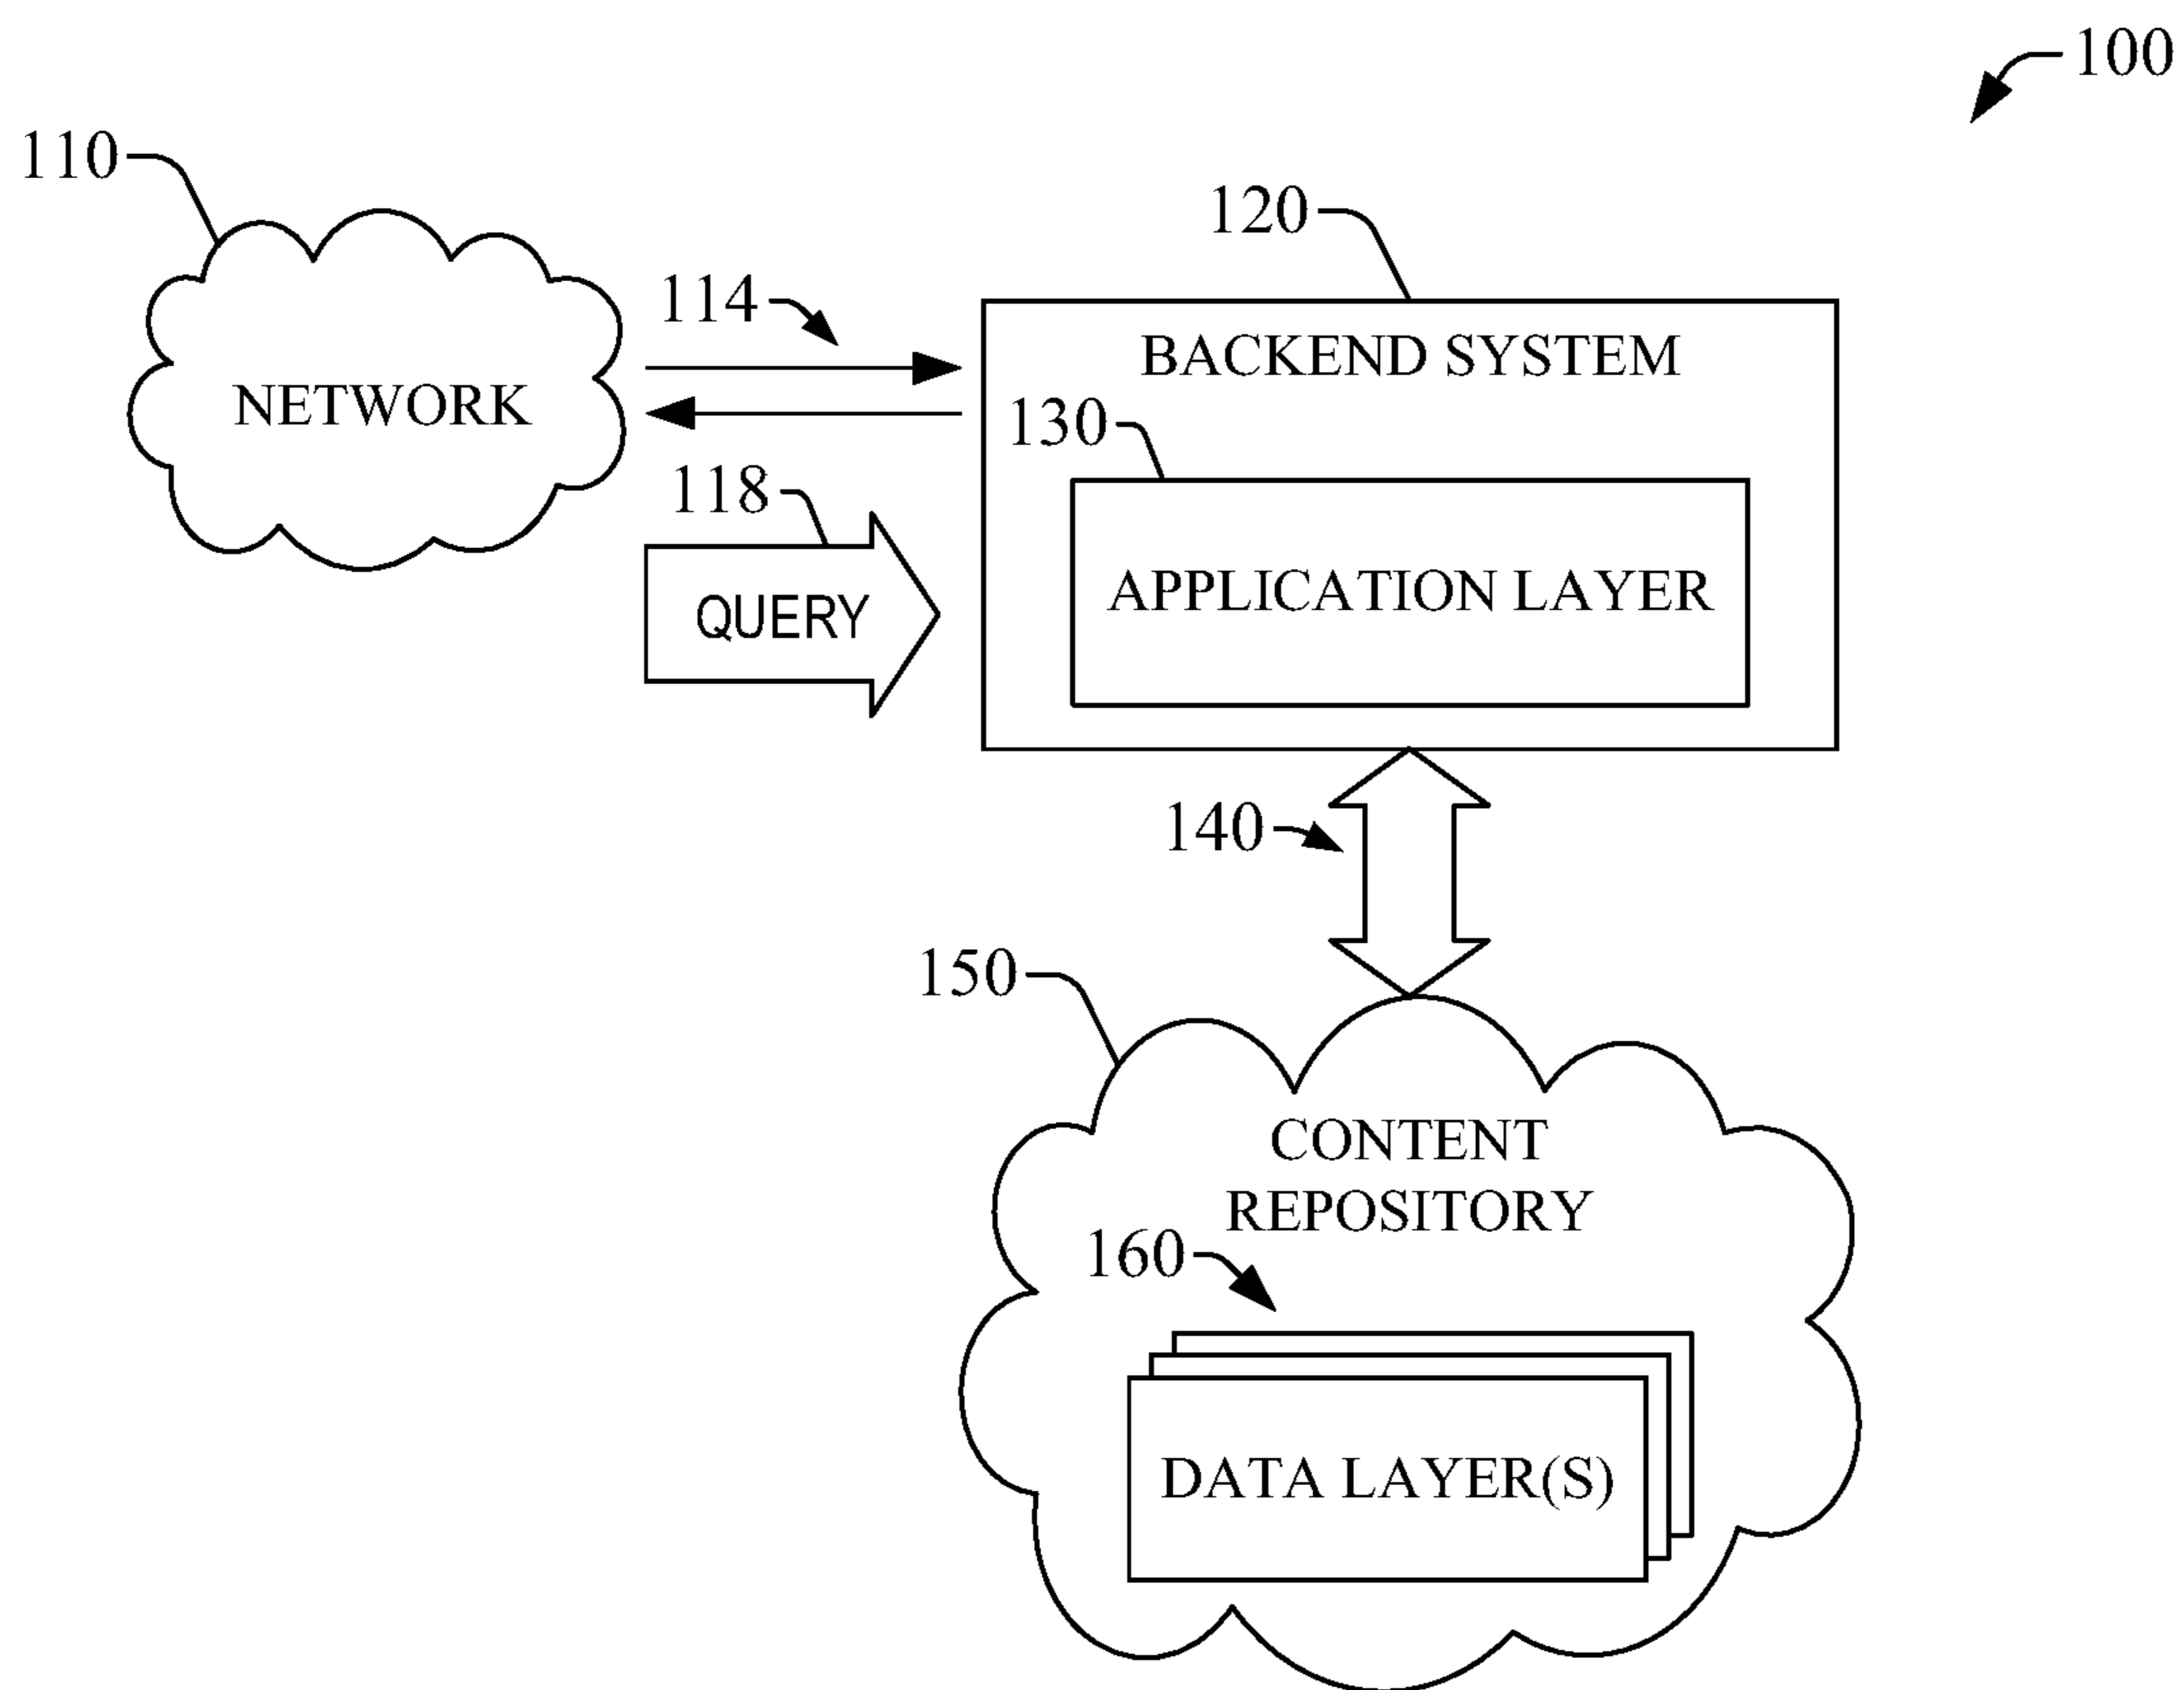 100
110
120
114
BACKEND SYSTEM
NETWORK
130
118
APPLICATION LAYER
QUERY
140
150
CONTENT
REPOSITORY
160
DATA LAYER(S)